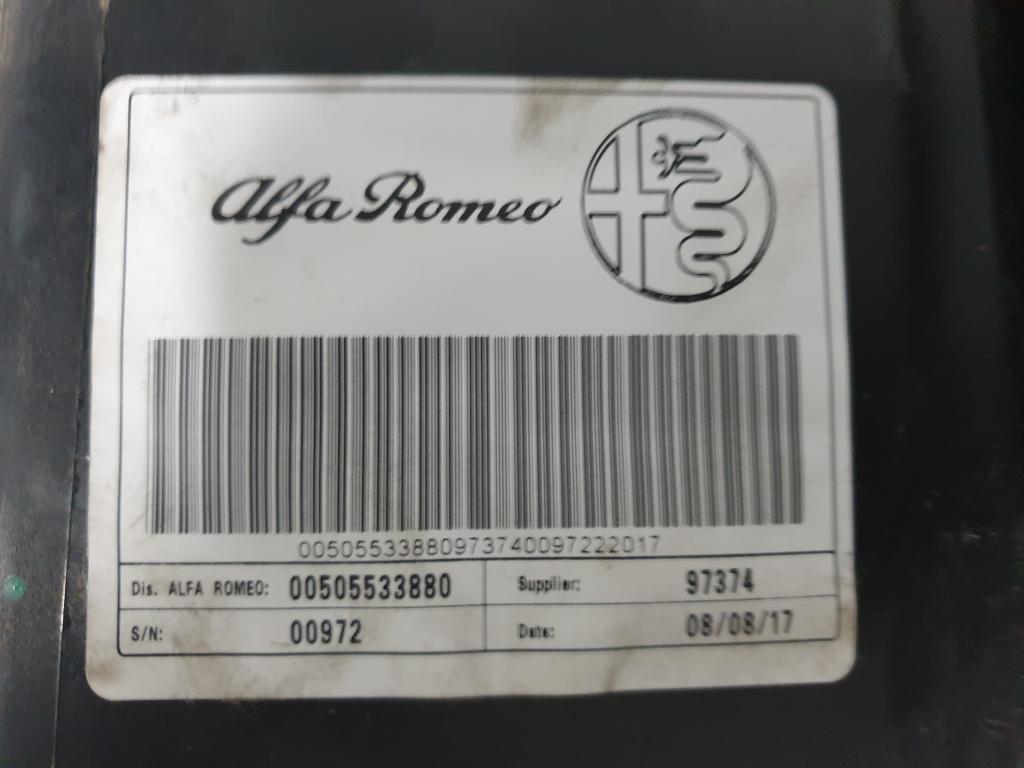 Alfa Romeo
00505533880973740097222017
Dis. ALFA ROMEO: 00505533880 Supplier: 97374
S/N: 00972 Date: 08/08/17